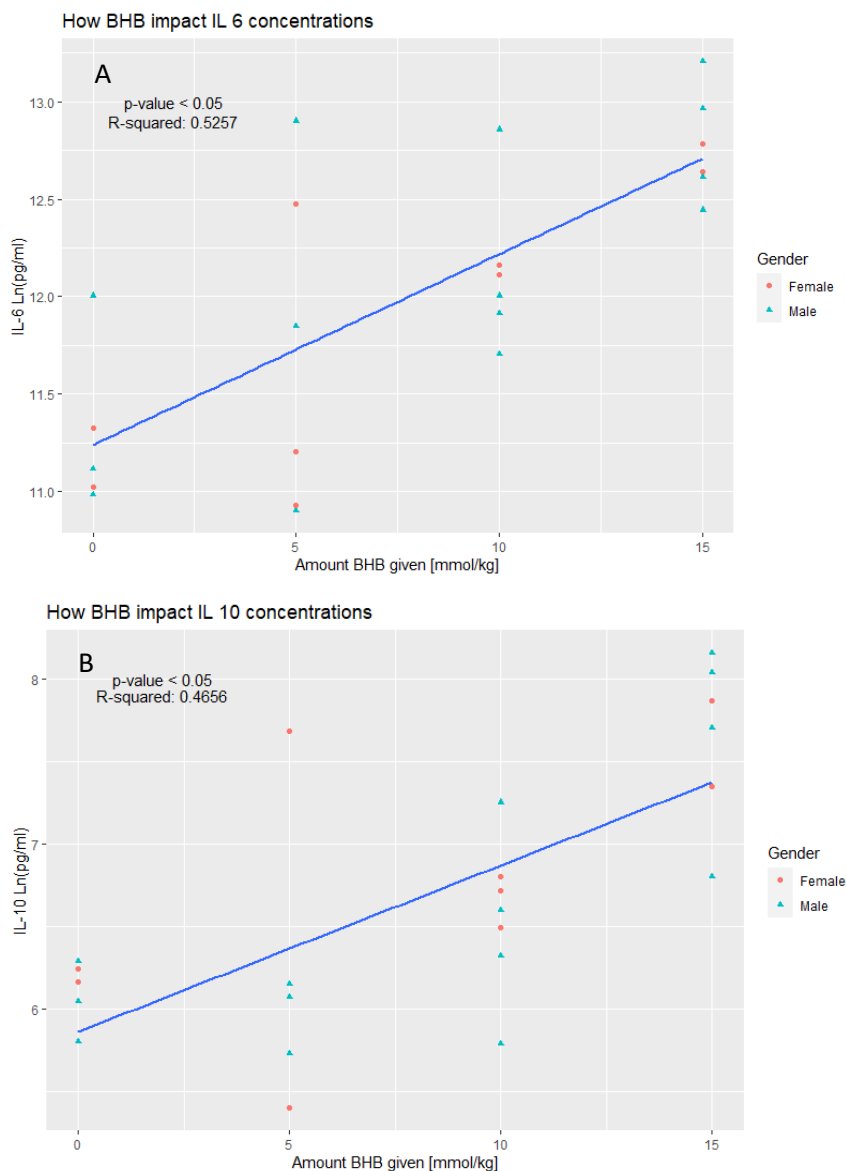 How BHB impact IL 6 concentrations
A
p-value < 0.05
R-squared: 0.5257
13.0
12.5
12.0
11.5
11.0
IL-6 Ln(pg/ml)
0 5 10 15
Amount BHB given [mmol/kg]
Gender
Female
Male
How BHB impact IL 10 concentrations
B
p-value < 0.05
R-squared: 0.4656
8
7
6
IL-10 Ln(pg/ml)
0 5 10 15
Amount BHB given [mmol/kg]
Gender
Female
Male